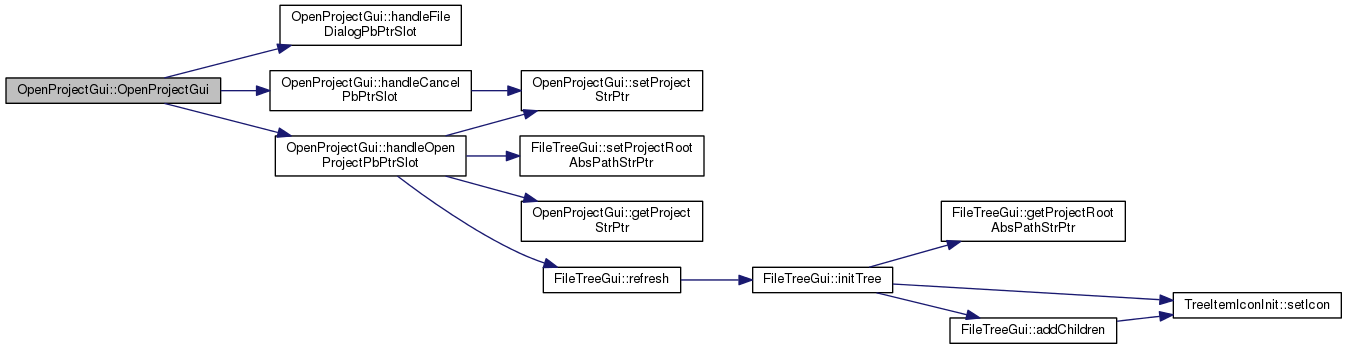 OpenProjectGui::OpenProjectGui
OpenProjectGui::handleFile
DialogPbPtrSlot
OpenProjectGui::handleCancel
PbPtrSlot
OpenProjectGui::handleOpen
ProjectPbPtrSlot
OpenProjectGui::setProject
StrPtr
FileTreeGui::setProjectRoot
AbsPathStrPtr
OpenProjectGui::getProject
StrPtr
FileTreeGui::refresh
FileTreeGui::initTree
FileTreeGui::getProjectRoot
AbsPathStrPtr
FileTreeGui::addChildren
TreeItemIconInit::setIcon